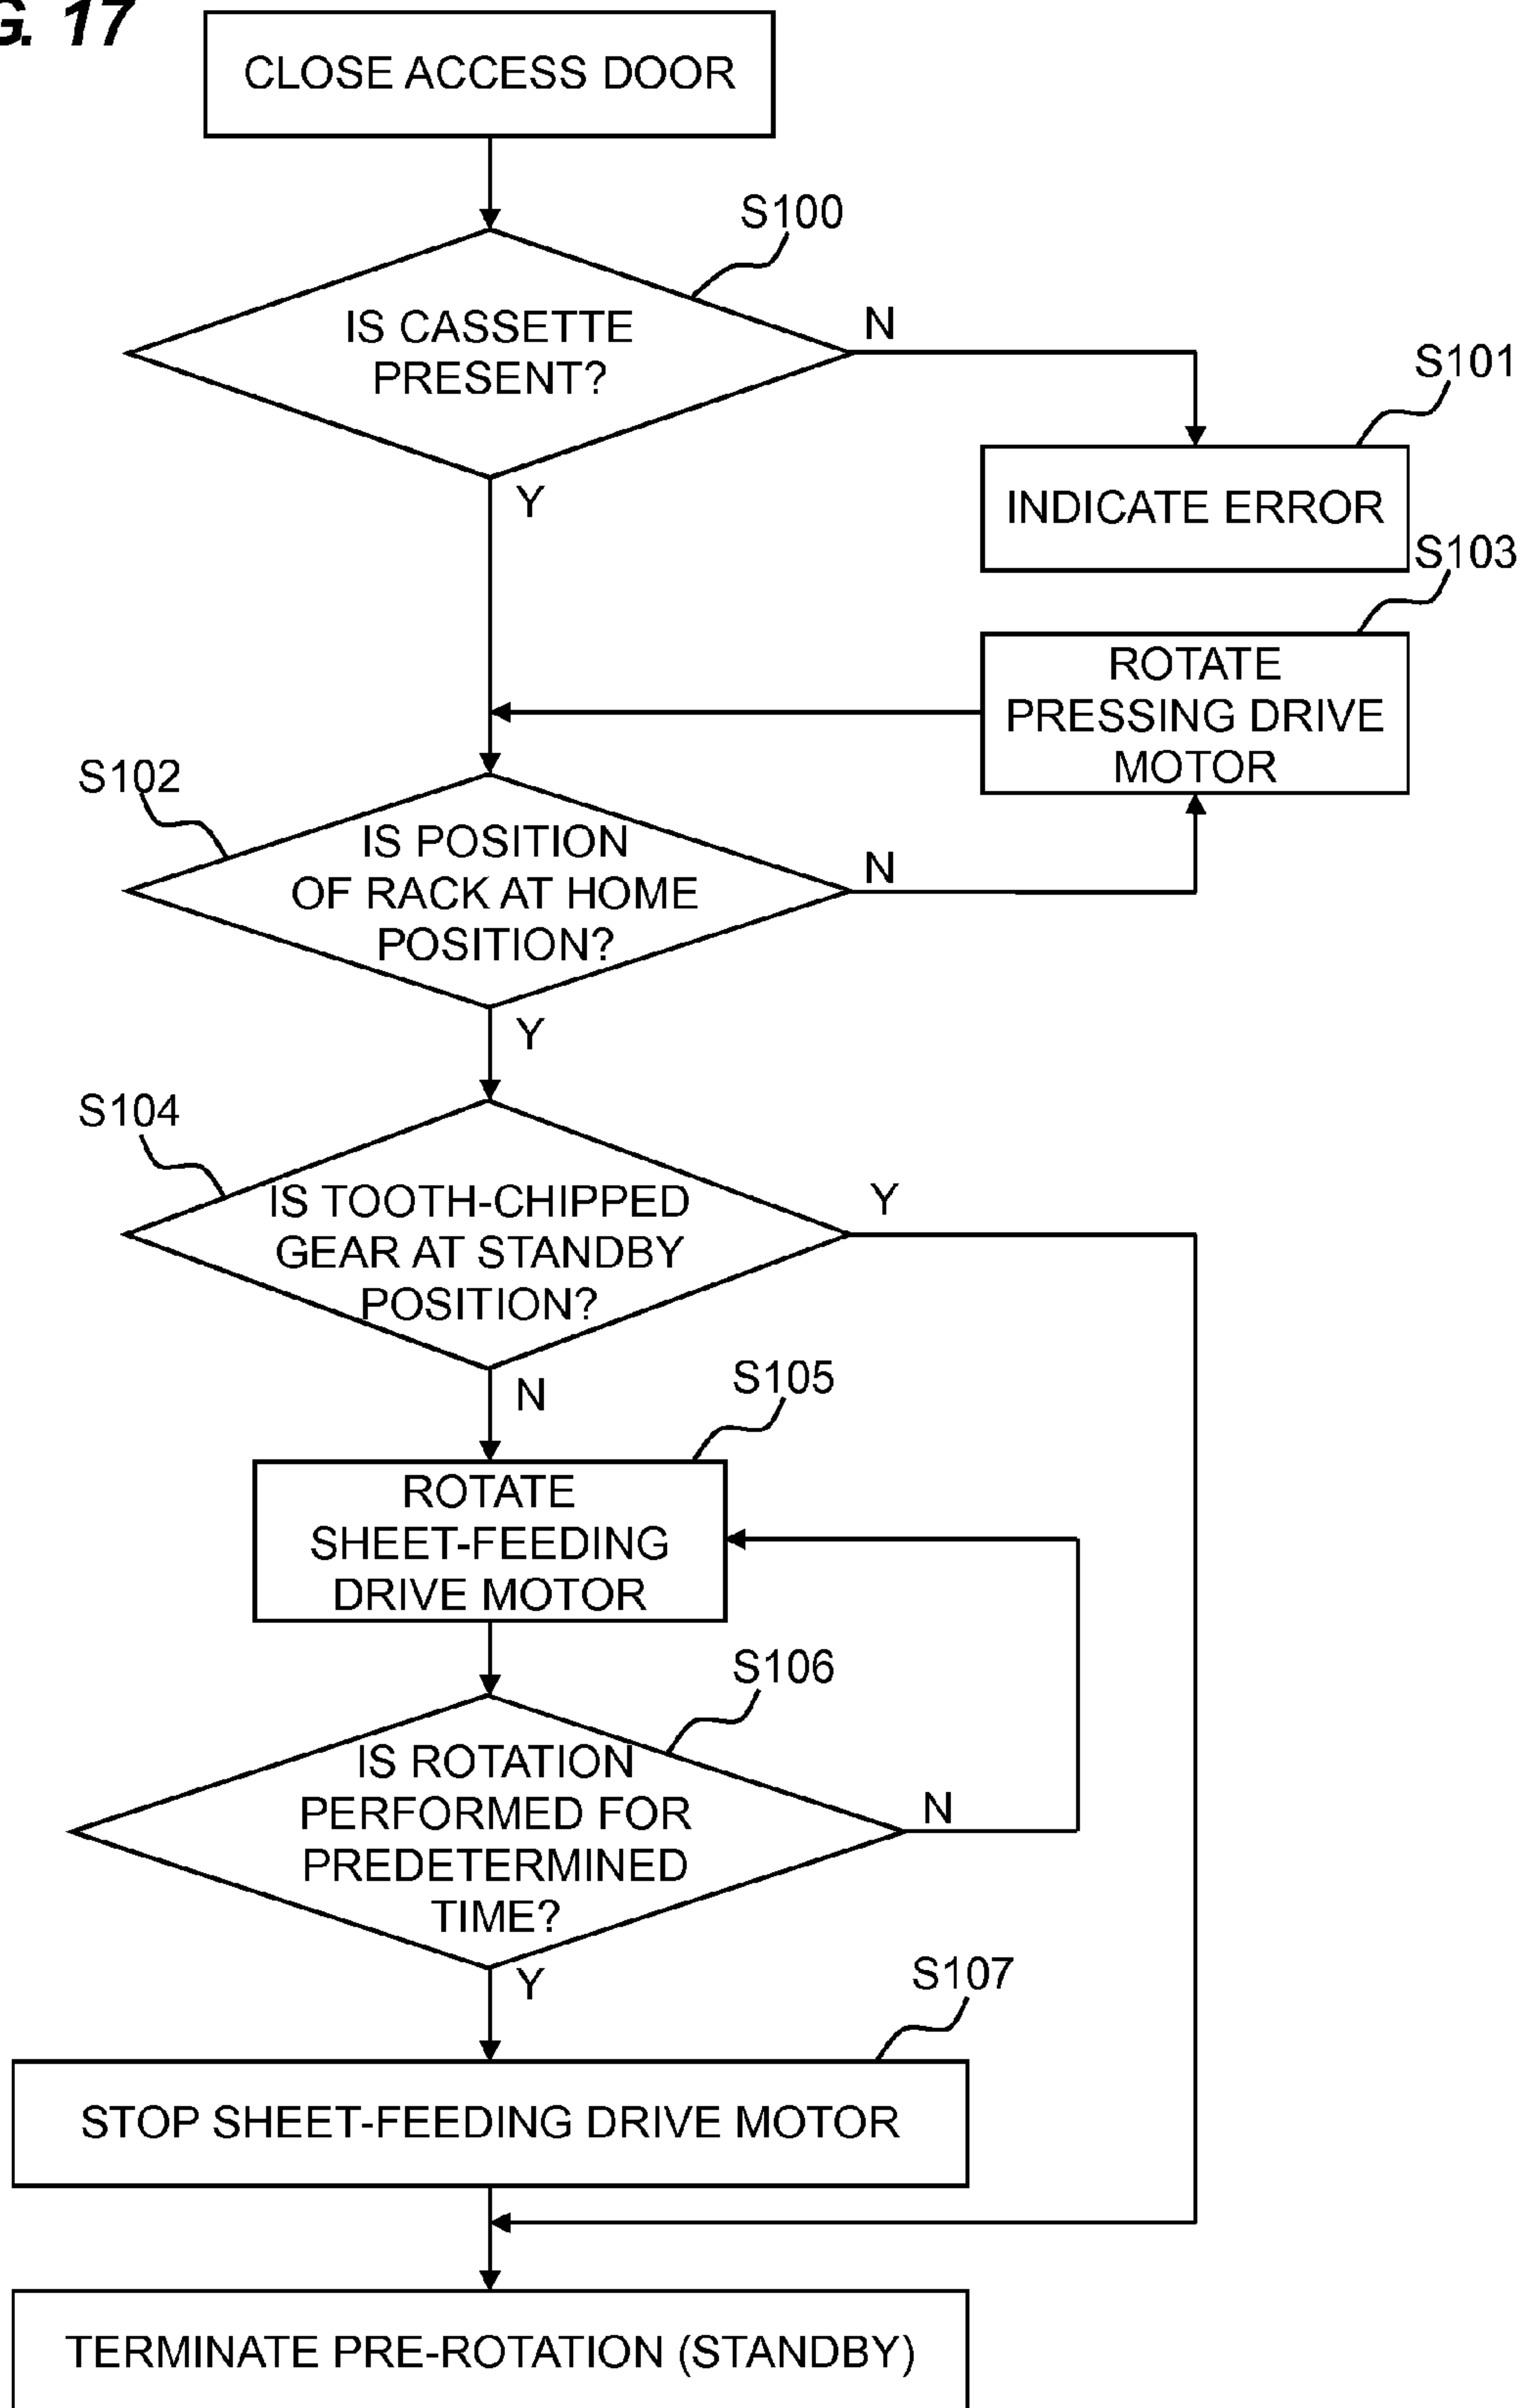 G. 17
CLOSE ACCESS DOOR
S100
IS CASSETTE
PRESENT?
N
Y
S101
INDICATE ERROR
S103
ROTATE
PRESSING DRIVE
MOTOR
S102
IS POSITION
OF RACK AT HOME
POSITION?
N
Y
S104
IS TOOTH-CHIPPED
GEAR AT STANDBY
POSITION?
Y
N
S105
ROTATE
SHEET-FEEDING
DRIVE MOTOR
S106
IS ROTATION
PERFORMED FOR
PREDETERMINED
TIME?
N
Y
S107
STOP SHEET-FEEDING DRIVE MOTOR
TERMINATE PRE-ROTATION (STANDBY)